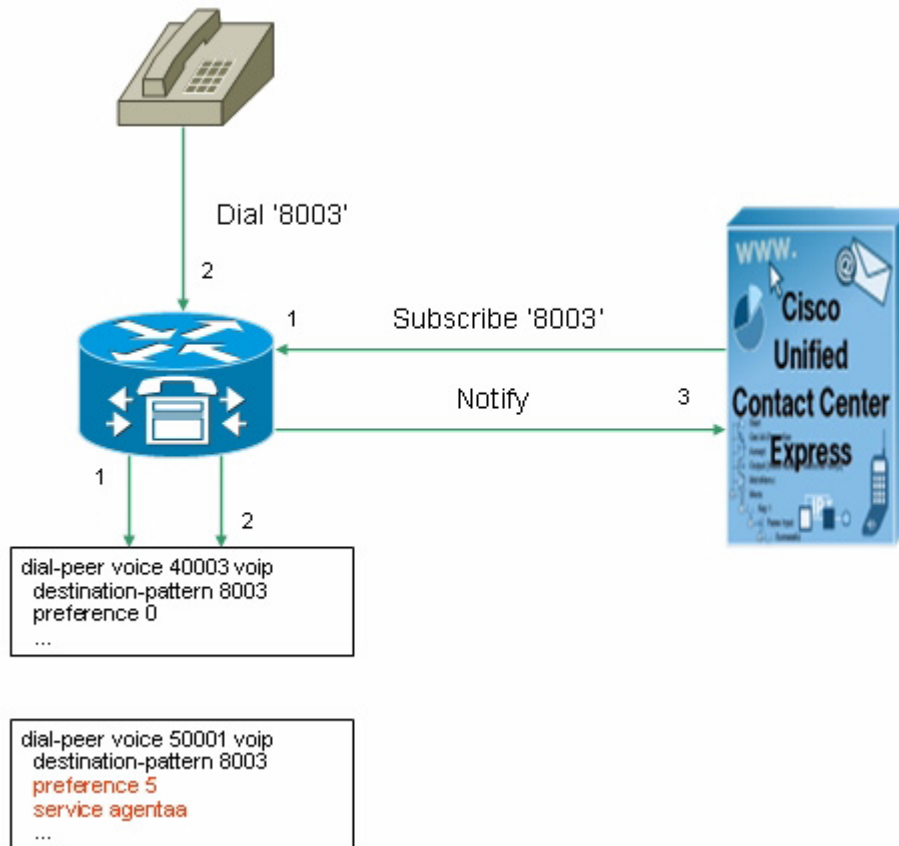 Dial '8003'
2
1
Subscribe '8003'
Notify
3
WWW.
@
Cisco
Unified
Contact Center
Express
1
2
dial-peer voice 40003 voip
destination-pattern 8003
preference 0
...
dial-peer voice 50001 voip
destination-pattern 8003
preference 5
service agentaa
...